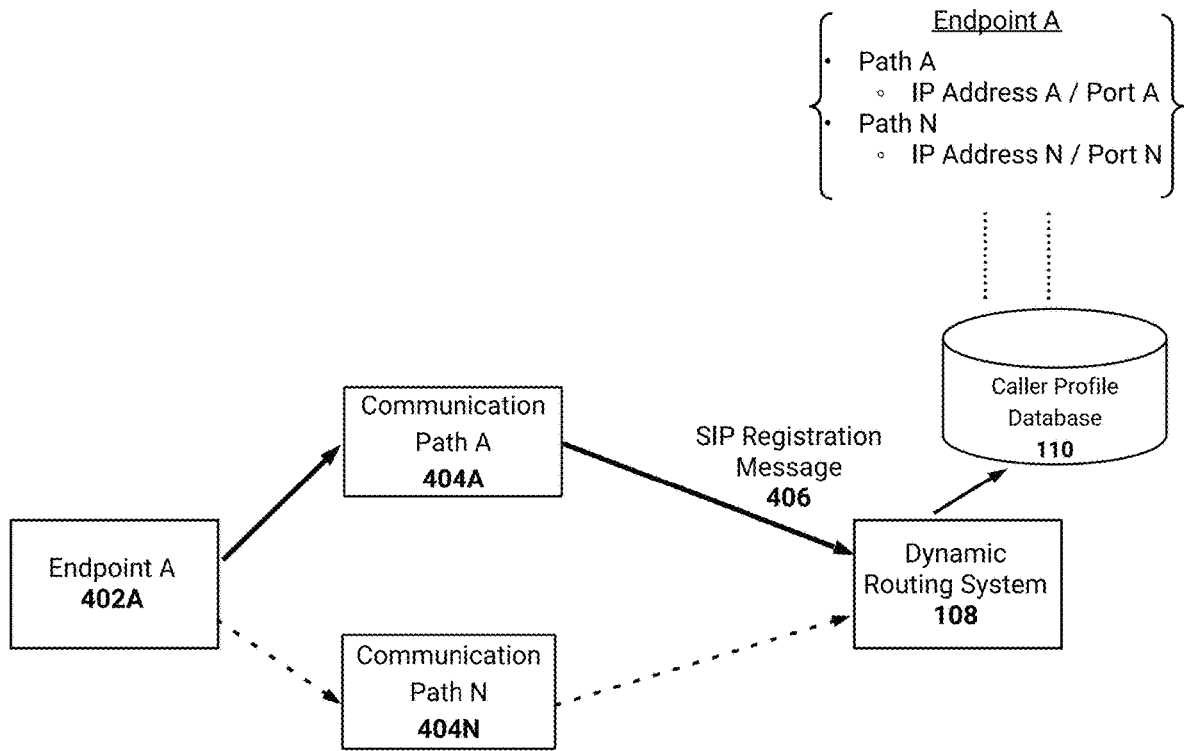 Endpoint A
• Path A
◦ IP Address A / Port A
• Path N
◦ IP Address N / Port N
Caller Profile
Database
110
Communication
Path A
404A
SIP Registration
Message
406
Endpoint A
402A
Dynamic
Routing System
108
Communication
Path N
404N